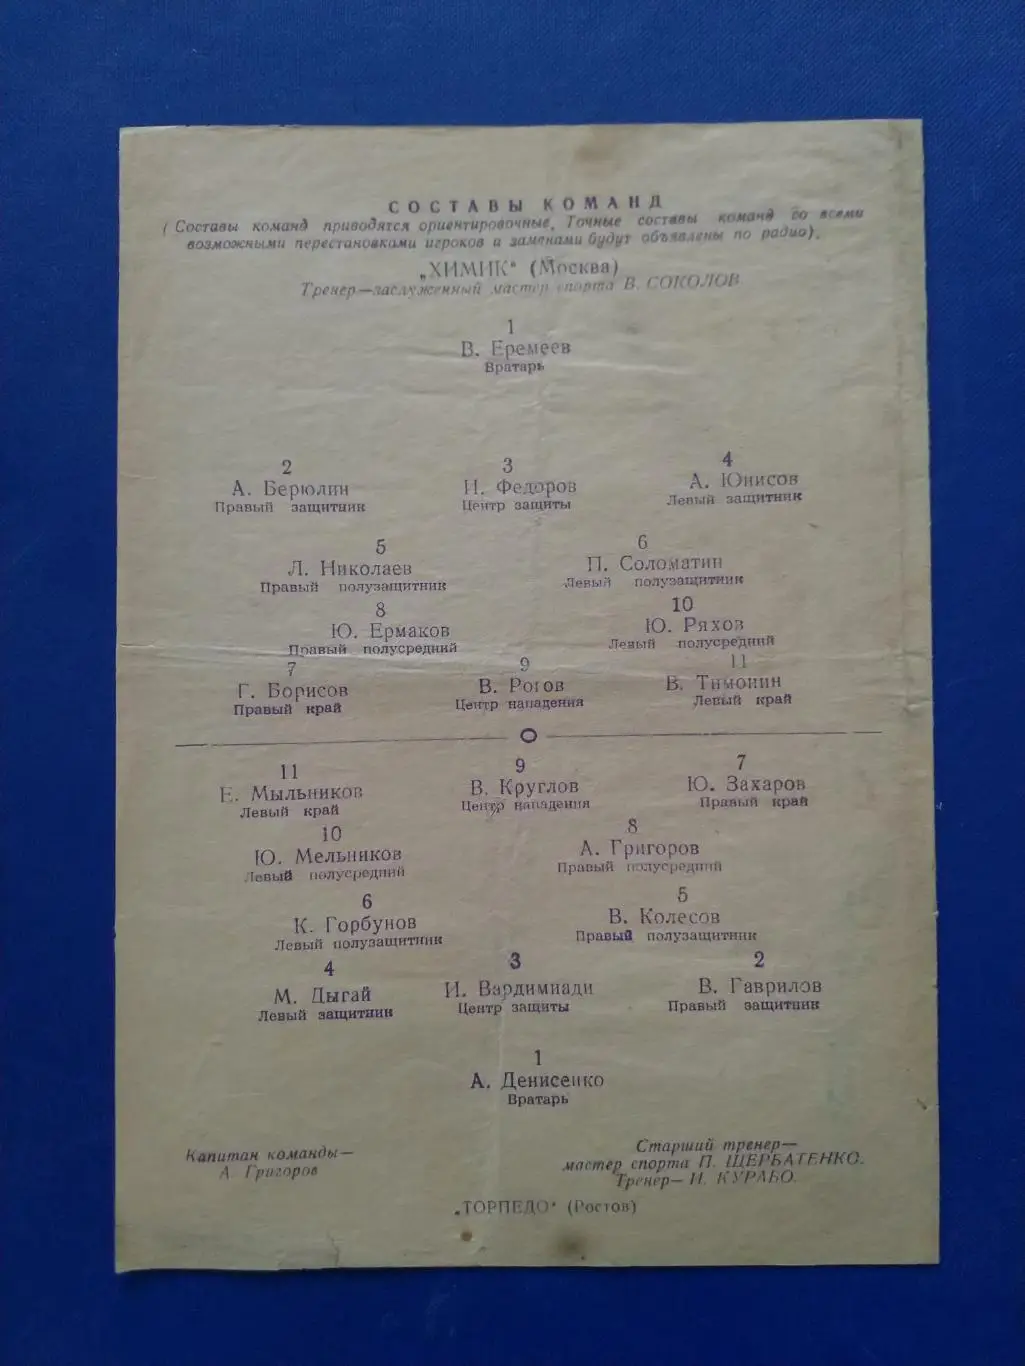 СОСТАВЫ КОМАНД
(Составы команд приводятся ориентировочные, Точные составы команд со всеми
возможными перестановками игроков и заменами будут объявлены по радио).
„ХИМИК“ (Москва)
Тренер—заслуженный мастер спорта В. СОКОЛОВ
1
В. Еремеев
Вратарь
2 3 4
А. Берюлин Н. Федоров А. Юнисов
Правый защитник Центр защиты Левый защитник
5 6
Л. Николаев П. Соломатин
Правый полузащитник Левый полузащитник
8 10
Ю. Ермаков Ю. Ряхов
Правый полусредний Левый полусредний
7 9 11
Г. Борисов В. Рогов В. Тимонин
Правый край Центр нападения Левый край
11 9 7
Е. Мыльников В. Круглов Ю. Захаров
Левый край Центр нападения Правый край
10 8
Ю. Мельников А. Григоров
Левый полусредний Правый полусредний
6 5
К. Горбунов В. Колесов
Левый полузащитник Правый полузащитник
4 3 2
М. Дыгай И. Вардимиади В. Гаврилов
Левый защитник Центр защиты Правый защитник
1
А. Денисенко
Вратарь
Капитан команды—
А. Григоров
Старший тренер—
мастер спорта П. ЩЕРБАТЕНКО.
Тренер— И. КУРАБО.
„ТОРПЕДО“ (Ростов)